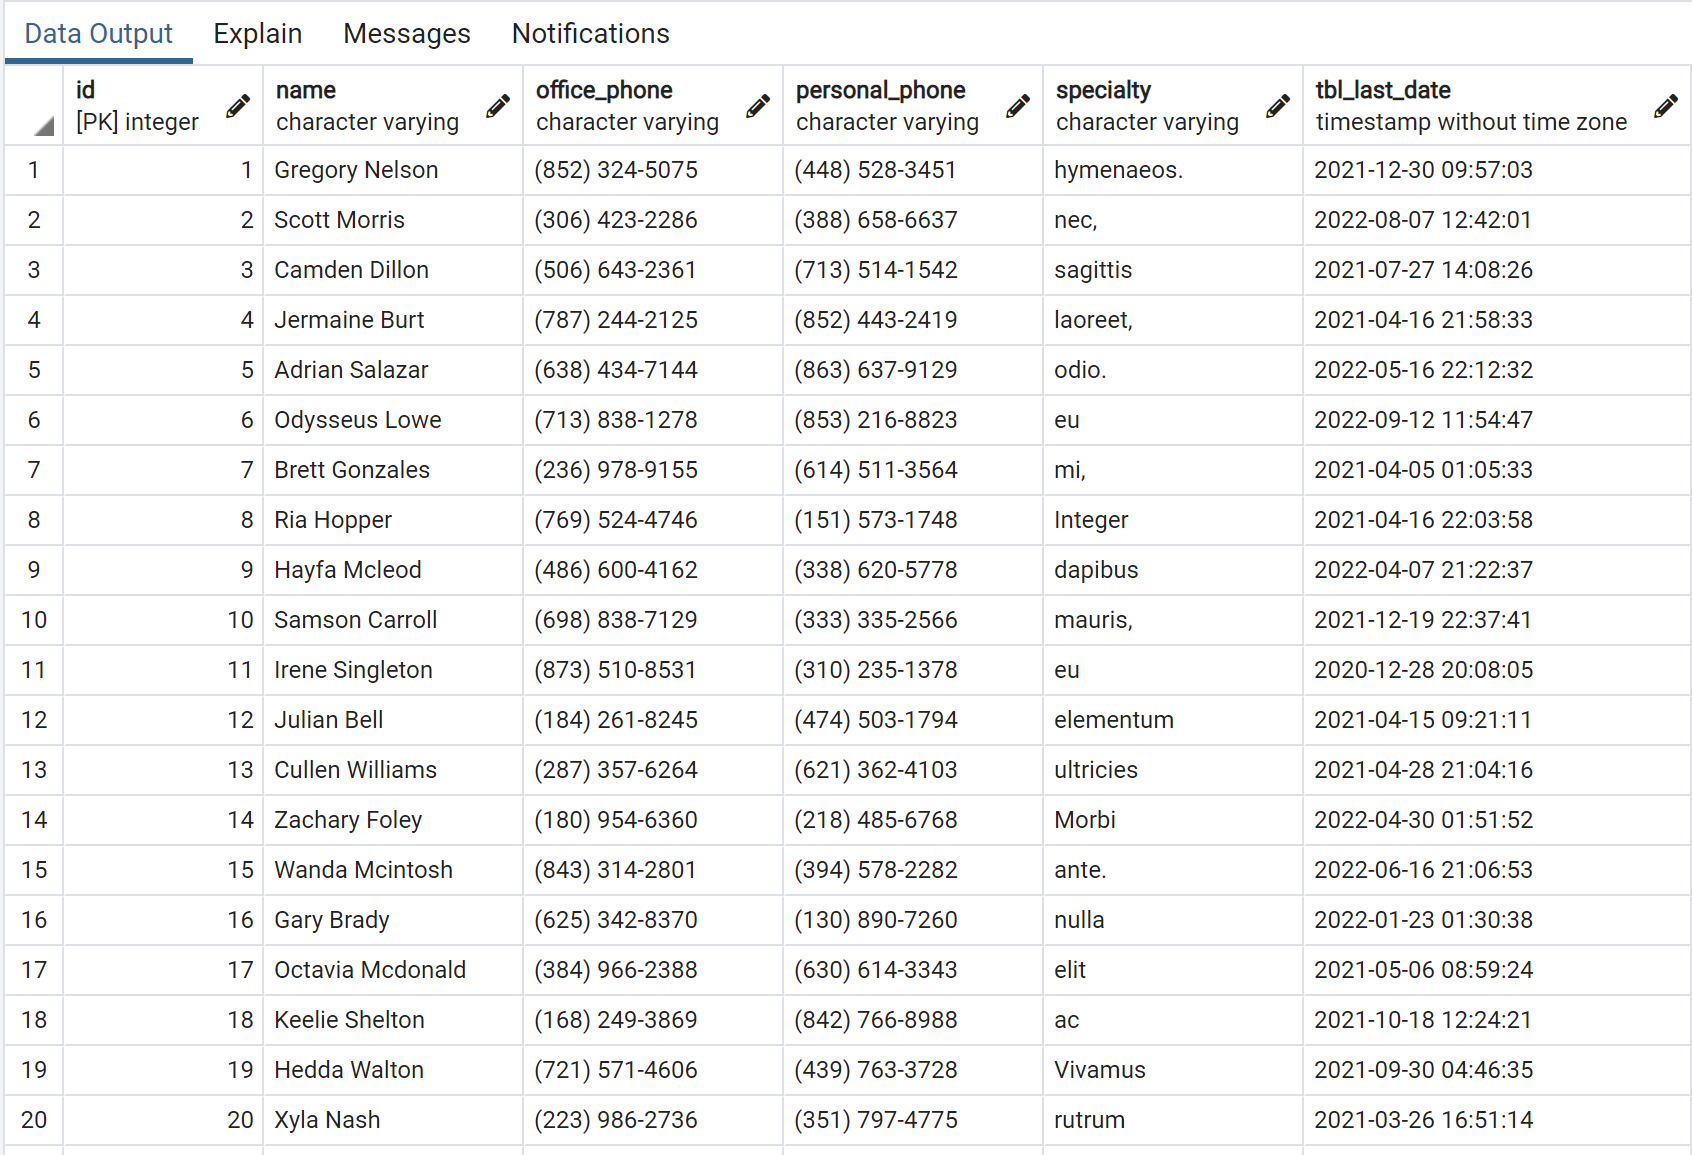 Data Output Explain Messages Notifications
id name office_phone personal_phone specialty tbl_last_date
[PK] integer character varying character varying character varying character varying timestamp without time zone
1 1 Gregory Nelson (852) 324-5075 (448) 528-3451 hymenaeos. 2021-12-30 09:57:03
2 2 Scott Morris (306) 423-2286 (388) 658-6637 nec, 2022-08-07 12:42:01
3 3 Camden Dillon (506) 643-2361 (713) 514-1542 sagittis 2021-07-27 14:08:26
4 4 Jermaine Burt (787) 244-2125 (852) 443-2419 laoreet, 2021-04-16 21:58:33
5 5 Adrian Salazar (638) 434-7144 (863) 637-9129 odio. 2022-05-16 22:12:32
6 6 Odysseus Lowe (713) 838-1278 (853) 216-8823 eu 2022-09-12 11:54:47
7 7 Brett Gonzales (236) 978-9155 (614) 511-3564 mi, 2021-04-05 01:05:33
8 8 Ria Hopper (769) 524-4746 (151) 573-1748 Integer 2021-04-16 22:03:58
9 9 Hayfa Mcleod (486) 600-4162 (338) 620-5778 dapibus 2022-04-07 21:22:37
10 10 Samson Carroll (698) 838-7129 (333) 335-2566 mauris, 2021-12-19 22:37:41
11 11 Irene Singleton (873) 510-8531 (310) 235-1378 eu 2020-12-28 20:08:05
12 12 Julian Bell (184) 261-8245 (474) 503-1794 elementum 2021-04-15 09:21:11
13 13 Cullen Williams (287) 357-6264 (621) 362-4103 ultricies 2021-04-28 21:04:16
14 14 Zachary Foley (180) 954-6360 (218) 485-6768 Morbi 2022-04-30 01:51:52
15 15 Wanda Mcintosh (843) 314-2801 (394) 578-2282 ante. 2022-06-16 21:06:53
16 16 Gary Brady (625) 342-8370 (130) 890-7260 nulla 2022-01-23 01:30:38
17 17 Octavia Mcdonald (384) 966-2388 (630) 614-3343 elit 2021-05-06 08:59:24
18 18 Keelie Shelton (168) 249-3869 (842) 766-8988 ac 2021-10-18 12:24:21
19 19 Hedda Walton (721) 571-4606 (439) 763-3728 Vivamus 2021-09-30 04:46:35
20 20 Xyla Nash (223) 986-2736 (351) 797-4775 rutrum 2021-03-26 16:51:14